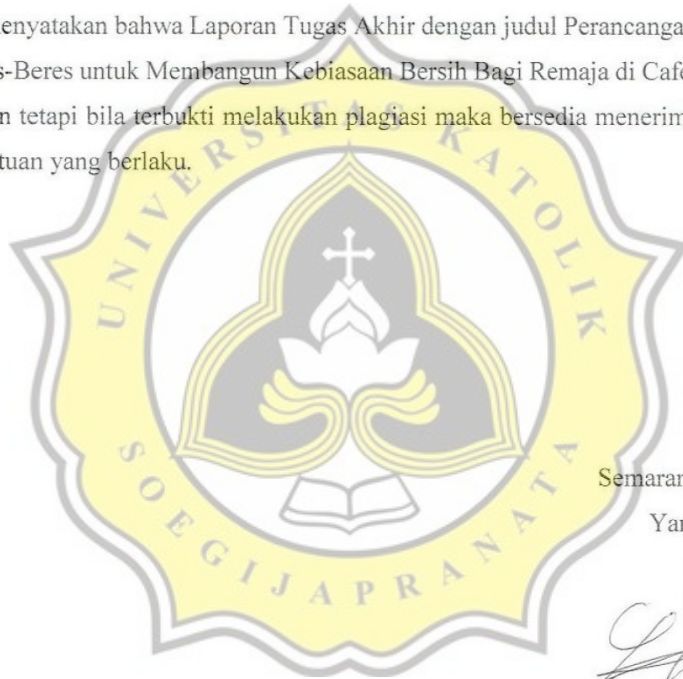 enyatakan bahwa Laporan Tugas Akhir dengan judul Perancanga
s-Beres untuk Membangun Kebiasaan Bersih Bagi Remaja di Cafe
n tetapi bila terbukti melakukan plagiasi maka bersedia menerim
tuan yang berlaku.
UNIVERSITAS KATOLIK
SOEGIJAPRANATA
Semaran
Yan